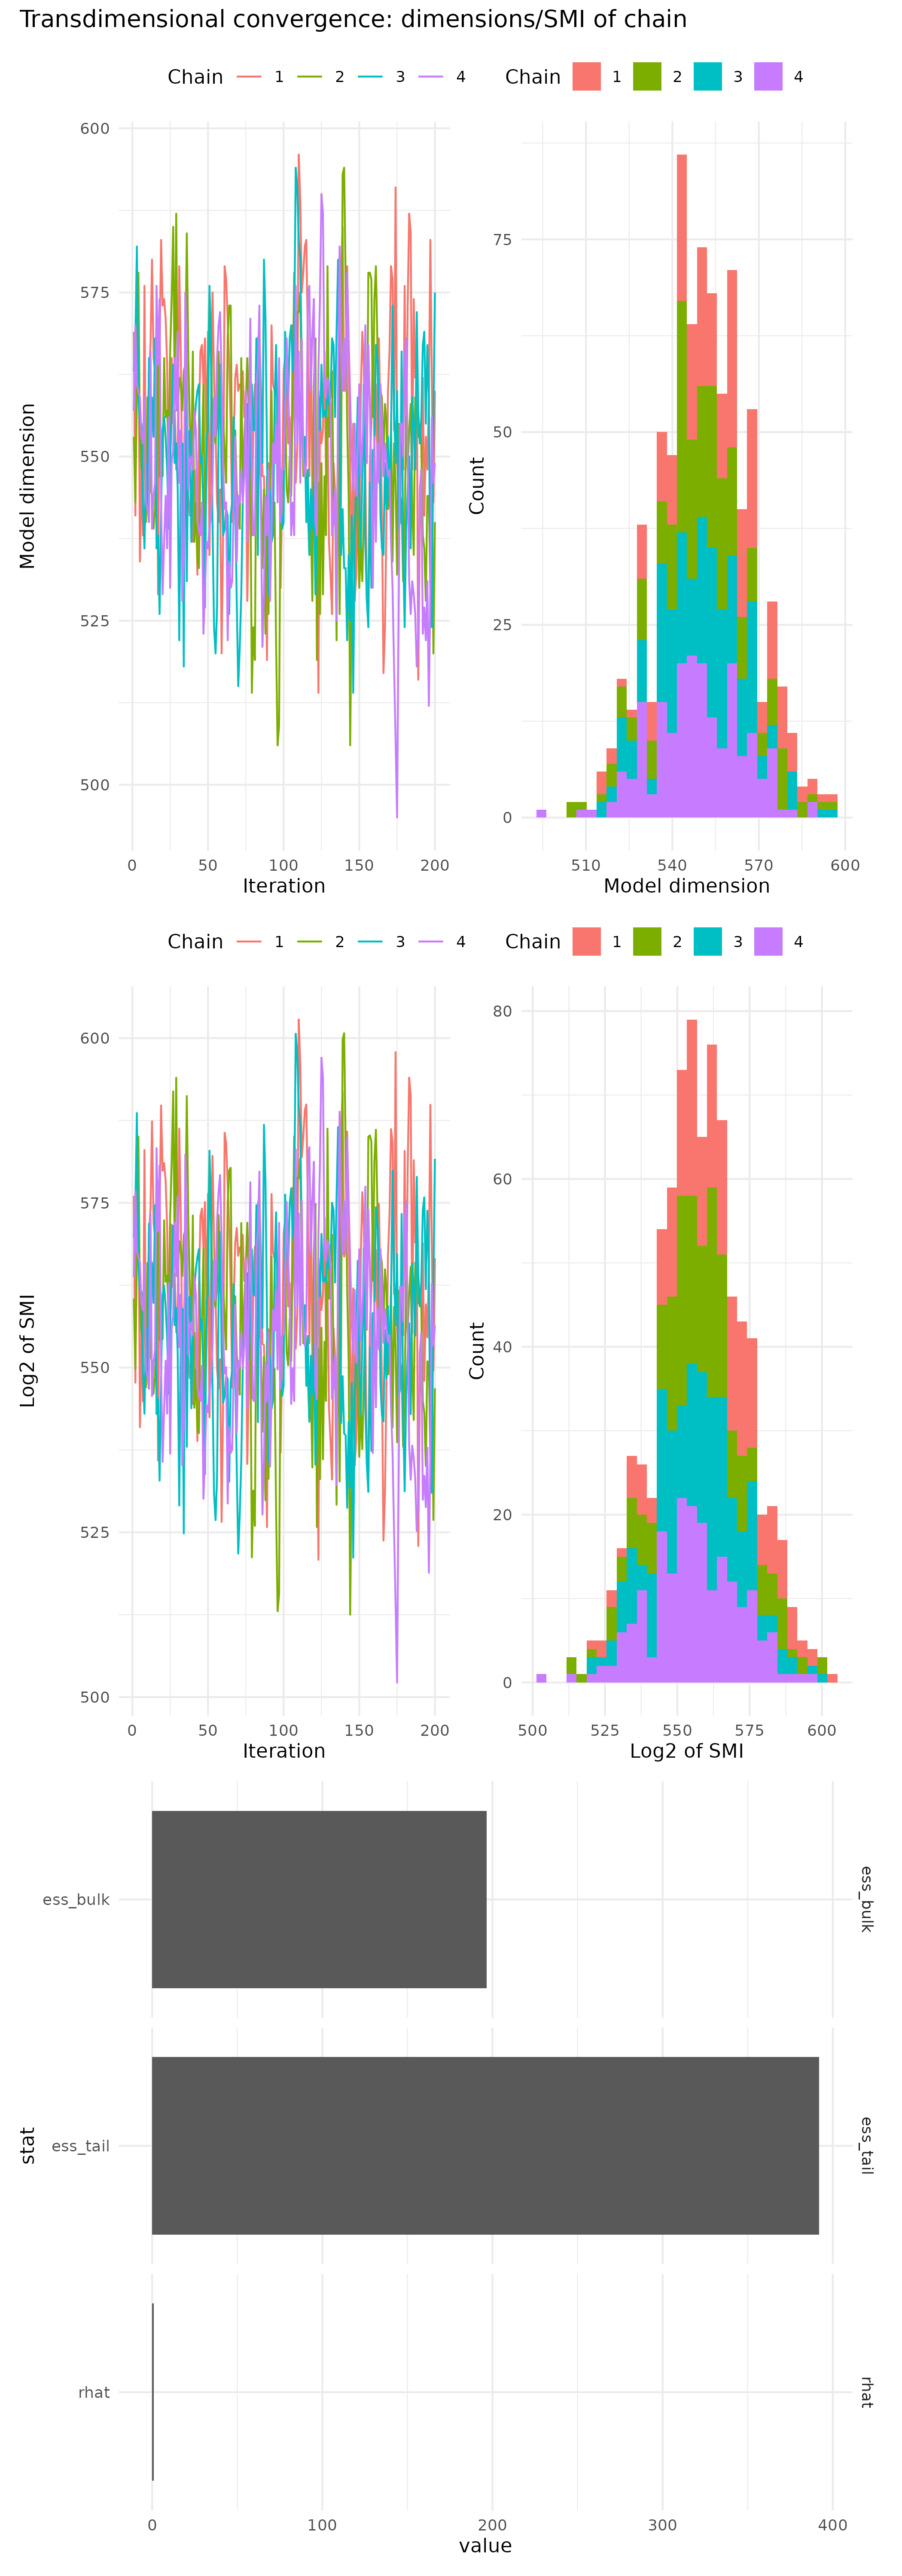 Transdimensional convergence: dimensions/SMI of chain
Chain 1 2 3 4
Chain 1 2 3 4
600
575
550
525
500
Model dimension
0 50 100 150 200
Iteration
75
50
25
0
Count
510 540 570 600
Model dimension
Chain 1 2 3 4
Chain 1 2 3 4
600
575
550
525
500
Log2 of SMI
0 50 100 150 200
Iteration
80
60
40
20
0
Count
500 525 550 575 600
Log2 of SMI
ess_bulk
ess_bulk
stat
ess_tail
ess_tail
rhat
rhat
0 100 200 300 400
value